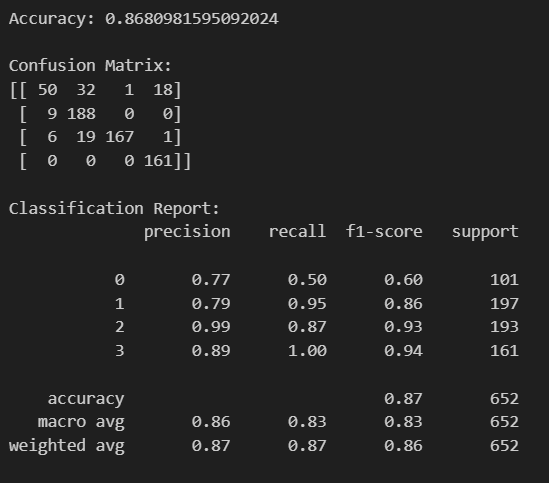 Accuracy: 0.8680981595092024
Confusion Matrix:
[[ 50  32   1  18]
 [  9 188   0   0]
 [  6  19 167   1]
 [  0   0   0 161]]
Classification Report:
              precision    recall  f1-score   support
           0       0.77      0.50      0.60       101
           1       0.79      0.95      0.86       197
           2       0.99      0.87      0.93       193
           3       0.89      1.00      0.94       161
    accuracy                           0.87       652
   macro avg       0.86      0.83      0.83       652
weighted avg       0.87      0.87      0.86       652